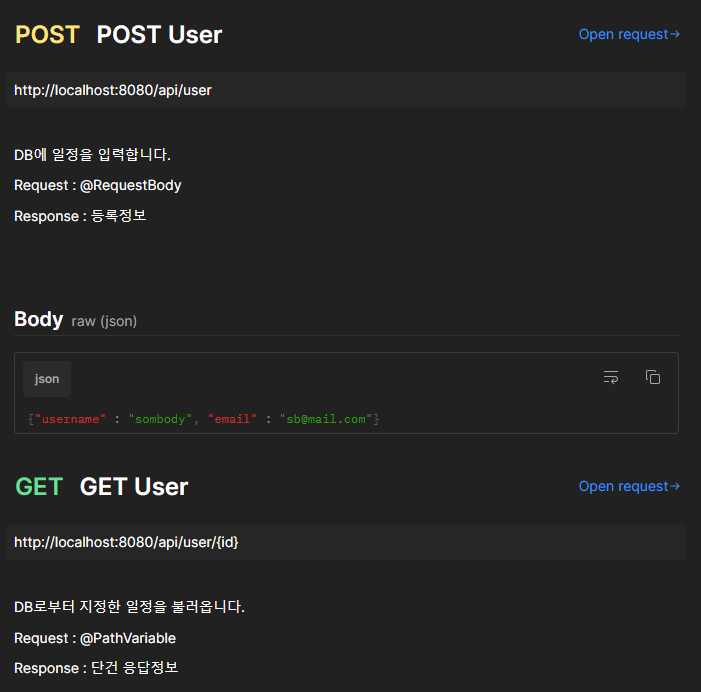 POST POST User Open request→
http://localhost:8080/api/user
DB에 일정을 입력합니다.
Request : @RequestBody
Response : 등록정보
Body raw (json)
json
{"username" : "sombody", "email" : "sb@mail.com"}
GET GET User Open request→
http://localhost:8080/api/user/{id}
DB로부터 지정한 일정을 불러옵니다.
Request : @PathVariable
Response : 단건 응답정보